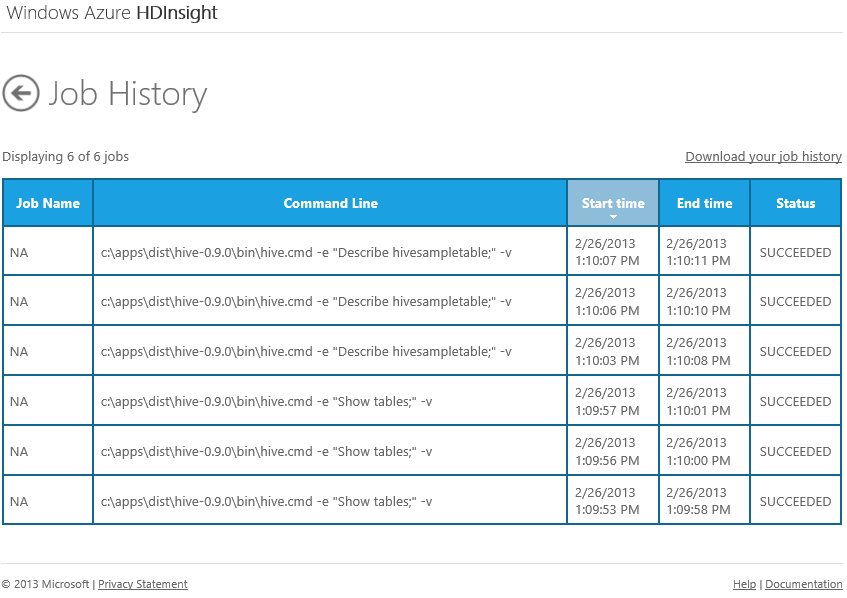 Windows Azure HDInsight
Job History
Displaying 6 of 6 jobs
Download your job history
Job Name Command Line Start time End time Status
NA c:\apps\dist\hive-0.9.0\bin\hive.cmd -e "Describe hivesampletable;" -v 2/26/2013 1:10:07 PM 2/26/2013 1:10:11 PM SUCCEEDED
NA c:\apps\dist\hive-0.9.0\bin\hive.cmd -e "Describe hivesampletable;" -v 2/26/2013 1:10:06 PM 2/26/2013 1:10:10 PM SUCCEEDED
NA c:\apps\dist\hive-0.9.0\bin\hive.cmd -e "Describe hivesampletable;" -v 2/26/2013 1:10:03 PM 2/26/2013 1:10:08 PM SUCCEEDED
NA c:\apps\dist\hive-0.9.0\bin\hive.cmd -e "Show tables;" -v 2/26/2013 1:09:57 PM 2/26/2013 1:10:01 PM SUCCEEDED
NA c:\apps\dist\hive-0.9.0\bin\hive.cmd -e "Show tables;" -v 2/26/2013 1:09:56 PM 2/26/2013 1:10:00 PM SUCCEEDED
NA c:\apps\dist\hive-0.9.0\bin\hive.cmd -e "Show tables;" -v 2/26/2013 1:09:53 PM 2/26/2013 1:09:58 PM SUCCEEDED
© 2013 Microsoft | Privacy Statement
Help | Documentation